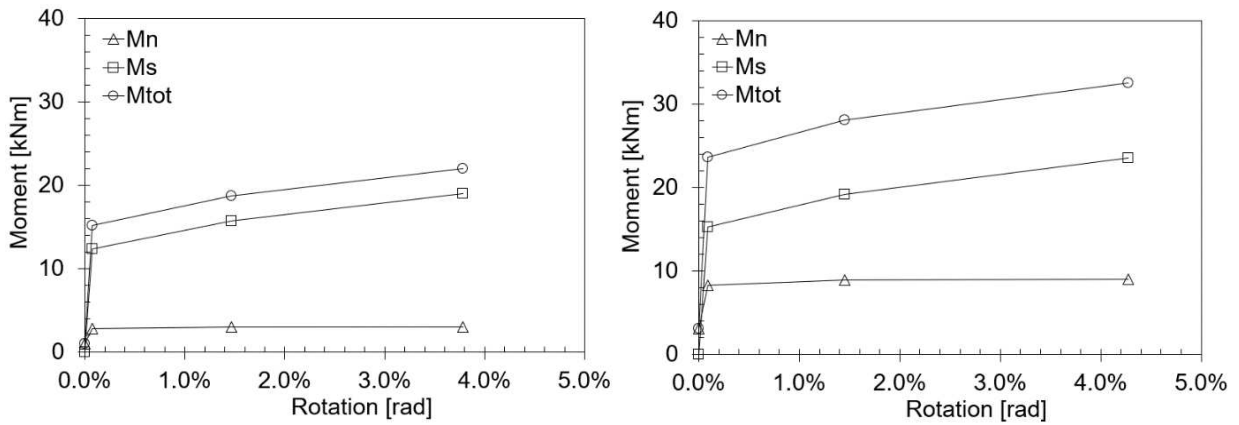 40
30
20
10
0
Moment [kNm]
Mn
Ms
Mtot
0.0% 1.0% 2.0% 3.0% 4.0% 5.0%
Rotation [rad]
40
30
20
10
0
Moment [kNm]
Mn
Ms
Mtot
0.0% 1.0% 2.0% 3.0% 4.0% 5.0%
Rotation [rad]